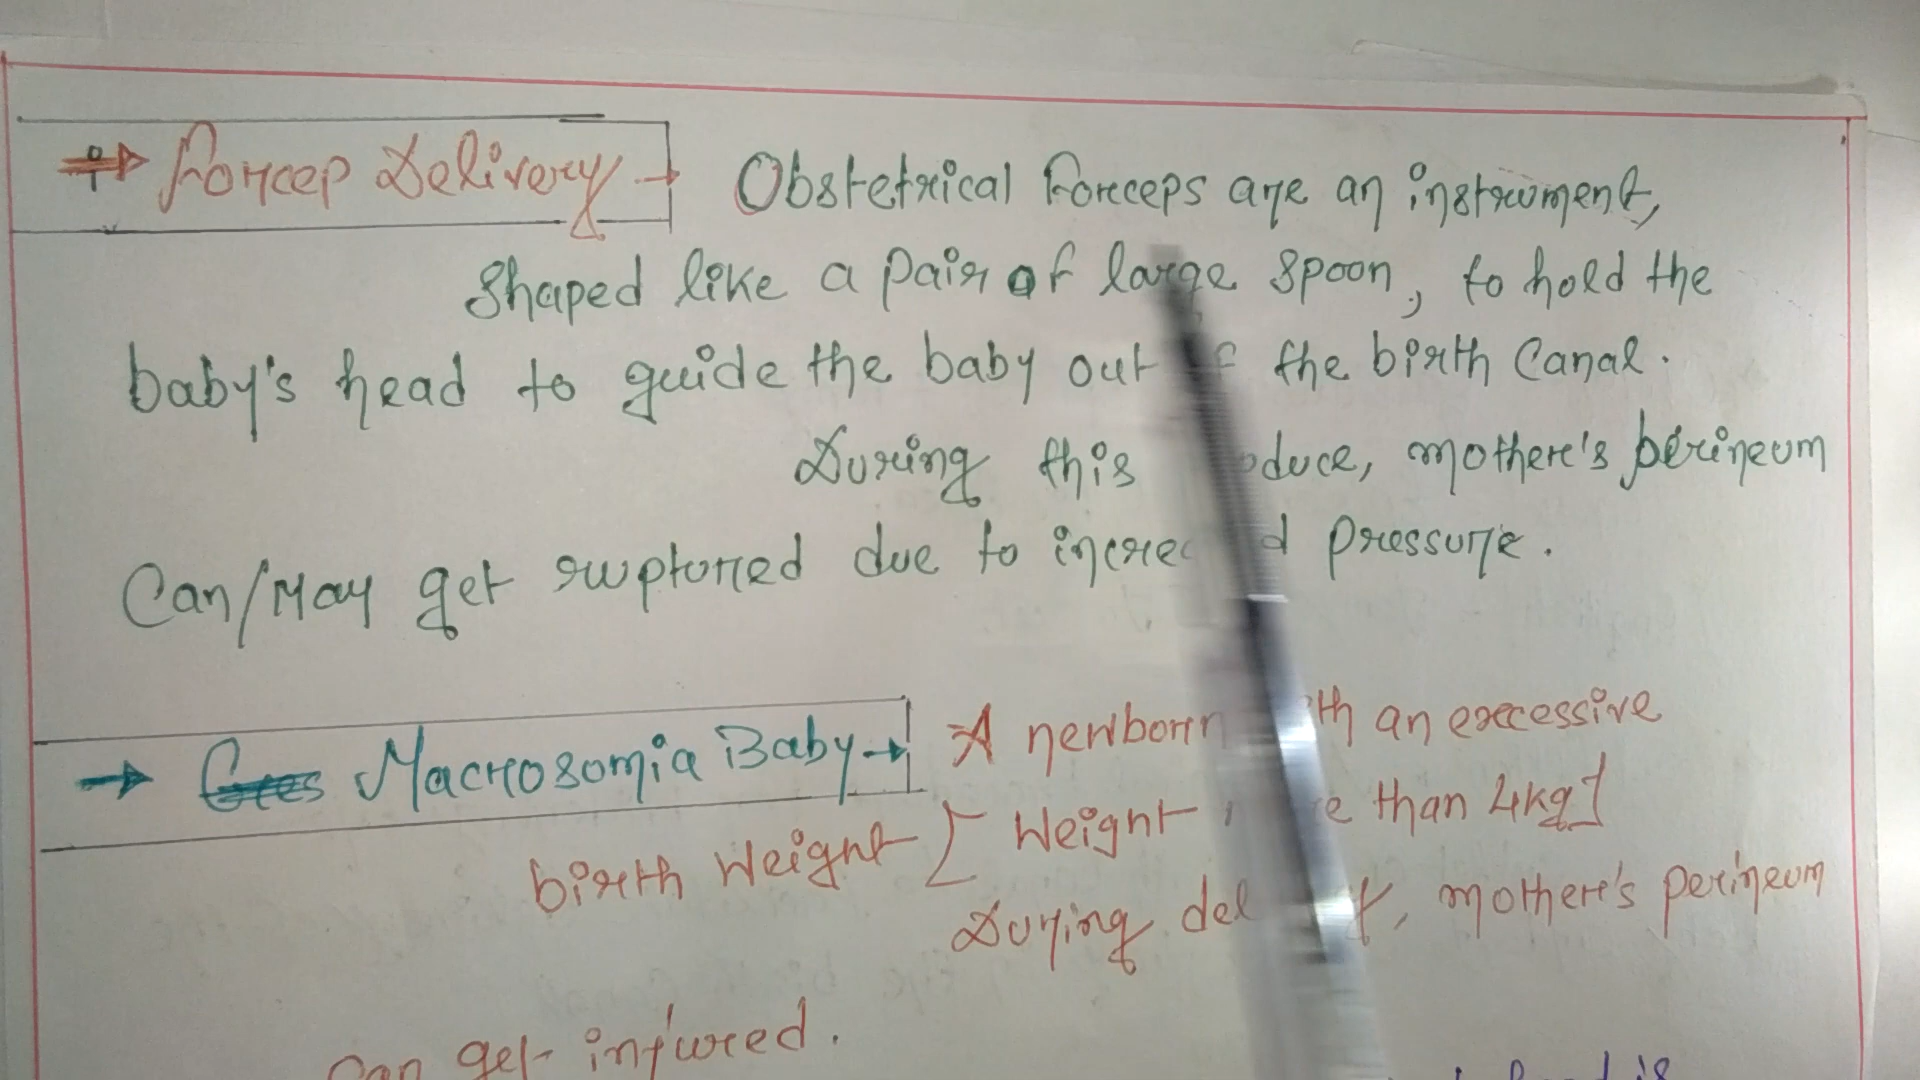 ⇒ Forcep Delivery → Obstetrical Forceps are an instrument,
Shaped like a pair of large spoon, to hold the
baby's head to guide the baby out the birth Canal.
During this mother's perineum
Can/May get ruptured due to pressure.
→ Macrosomia Baby → A newborn an excessive
birth weight [ Weight than 4kg]
During mother's perineum
Can get injured.
is